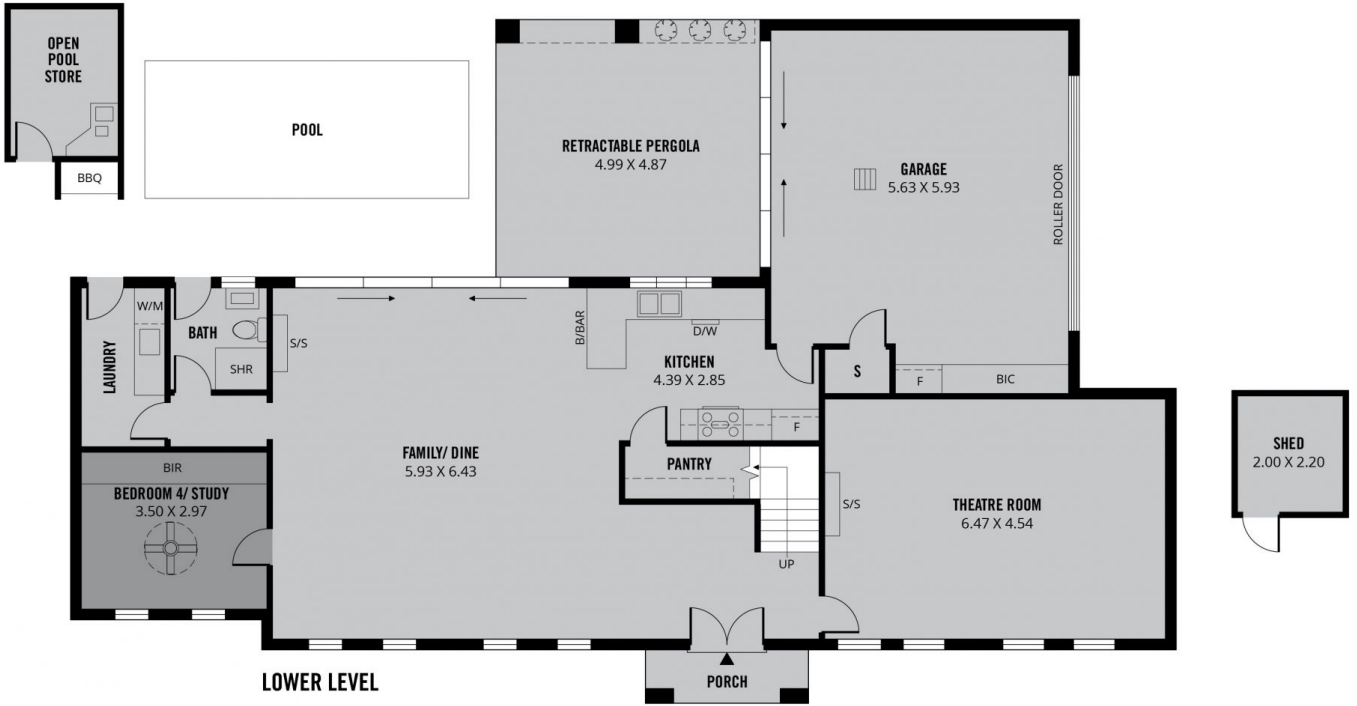 OPEN
POOL
STORE
BBQ
POOL
RETRACTABLE PERGOLA
4.99 X 4.87
GARAGE
5.63 X 5.93
ROLLER DOOR
W/M
LAUNDRY
BATH
SHR
S/S
B/BAR
D/W
KITCHEN
4.39 X 2.85
F
S
F
BIC
BIR
BEDROOM 4/ STUDY
3.50 X 2.97
FAMILY/ DINE
5.93 X 6.43
PANTRY
UP
S/S
THEATRE ROOM
6.47 X 4.54
SHED
2.00 X 2.20
PORCH
LOWER LEVEL